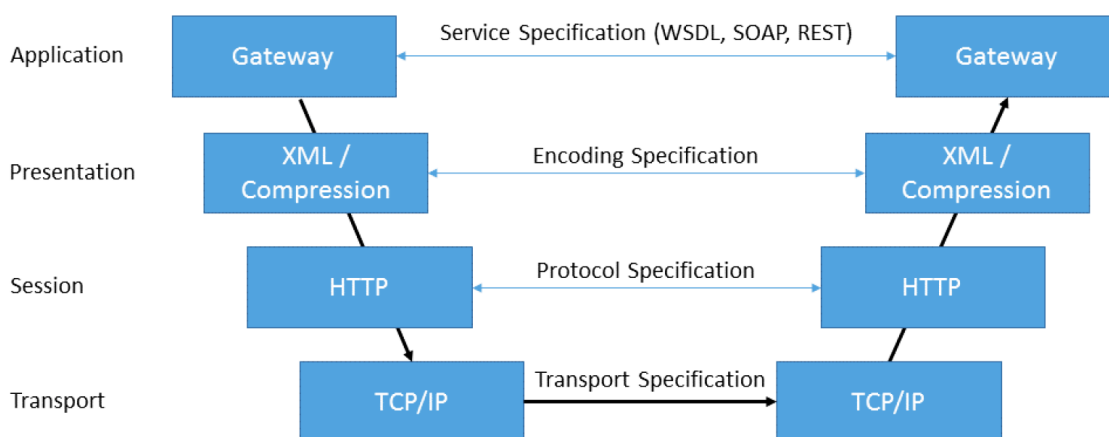 Service Specification (WSDL, SOAP, REST)
Application
Gateway
Gateway
Presentation
XML /
Compression
Encoding Specification
XML /
Compression
Session
HTTP
Protocol Specification
HTTP
Transport
TCP/IP
Transport Specification
TCP/IP